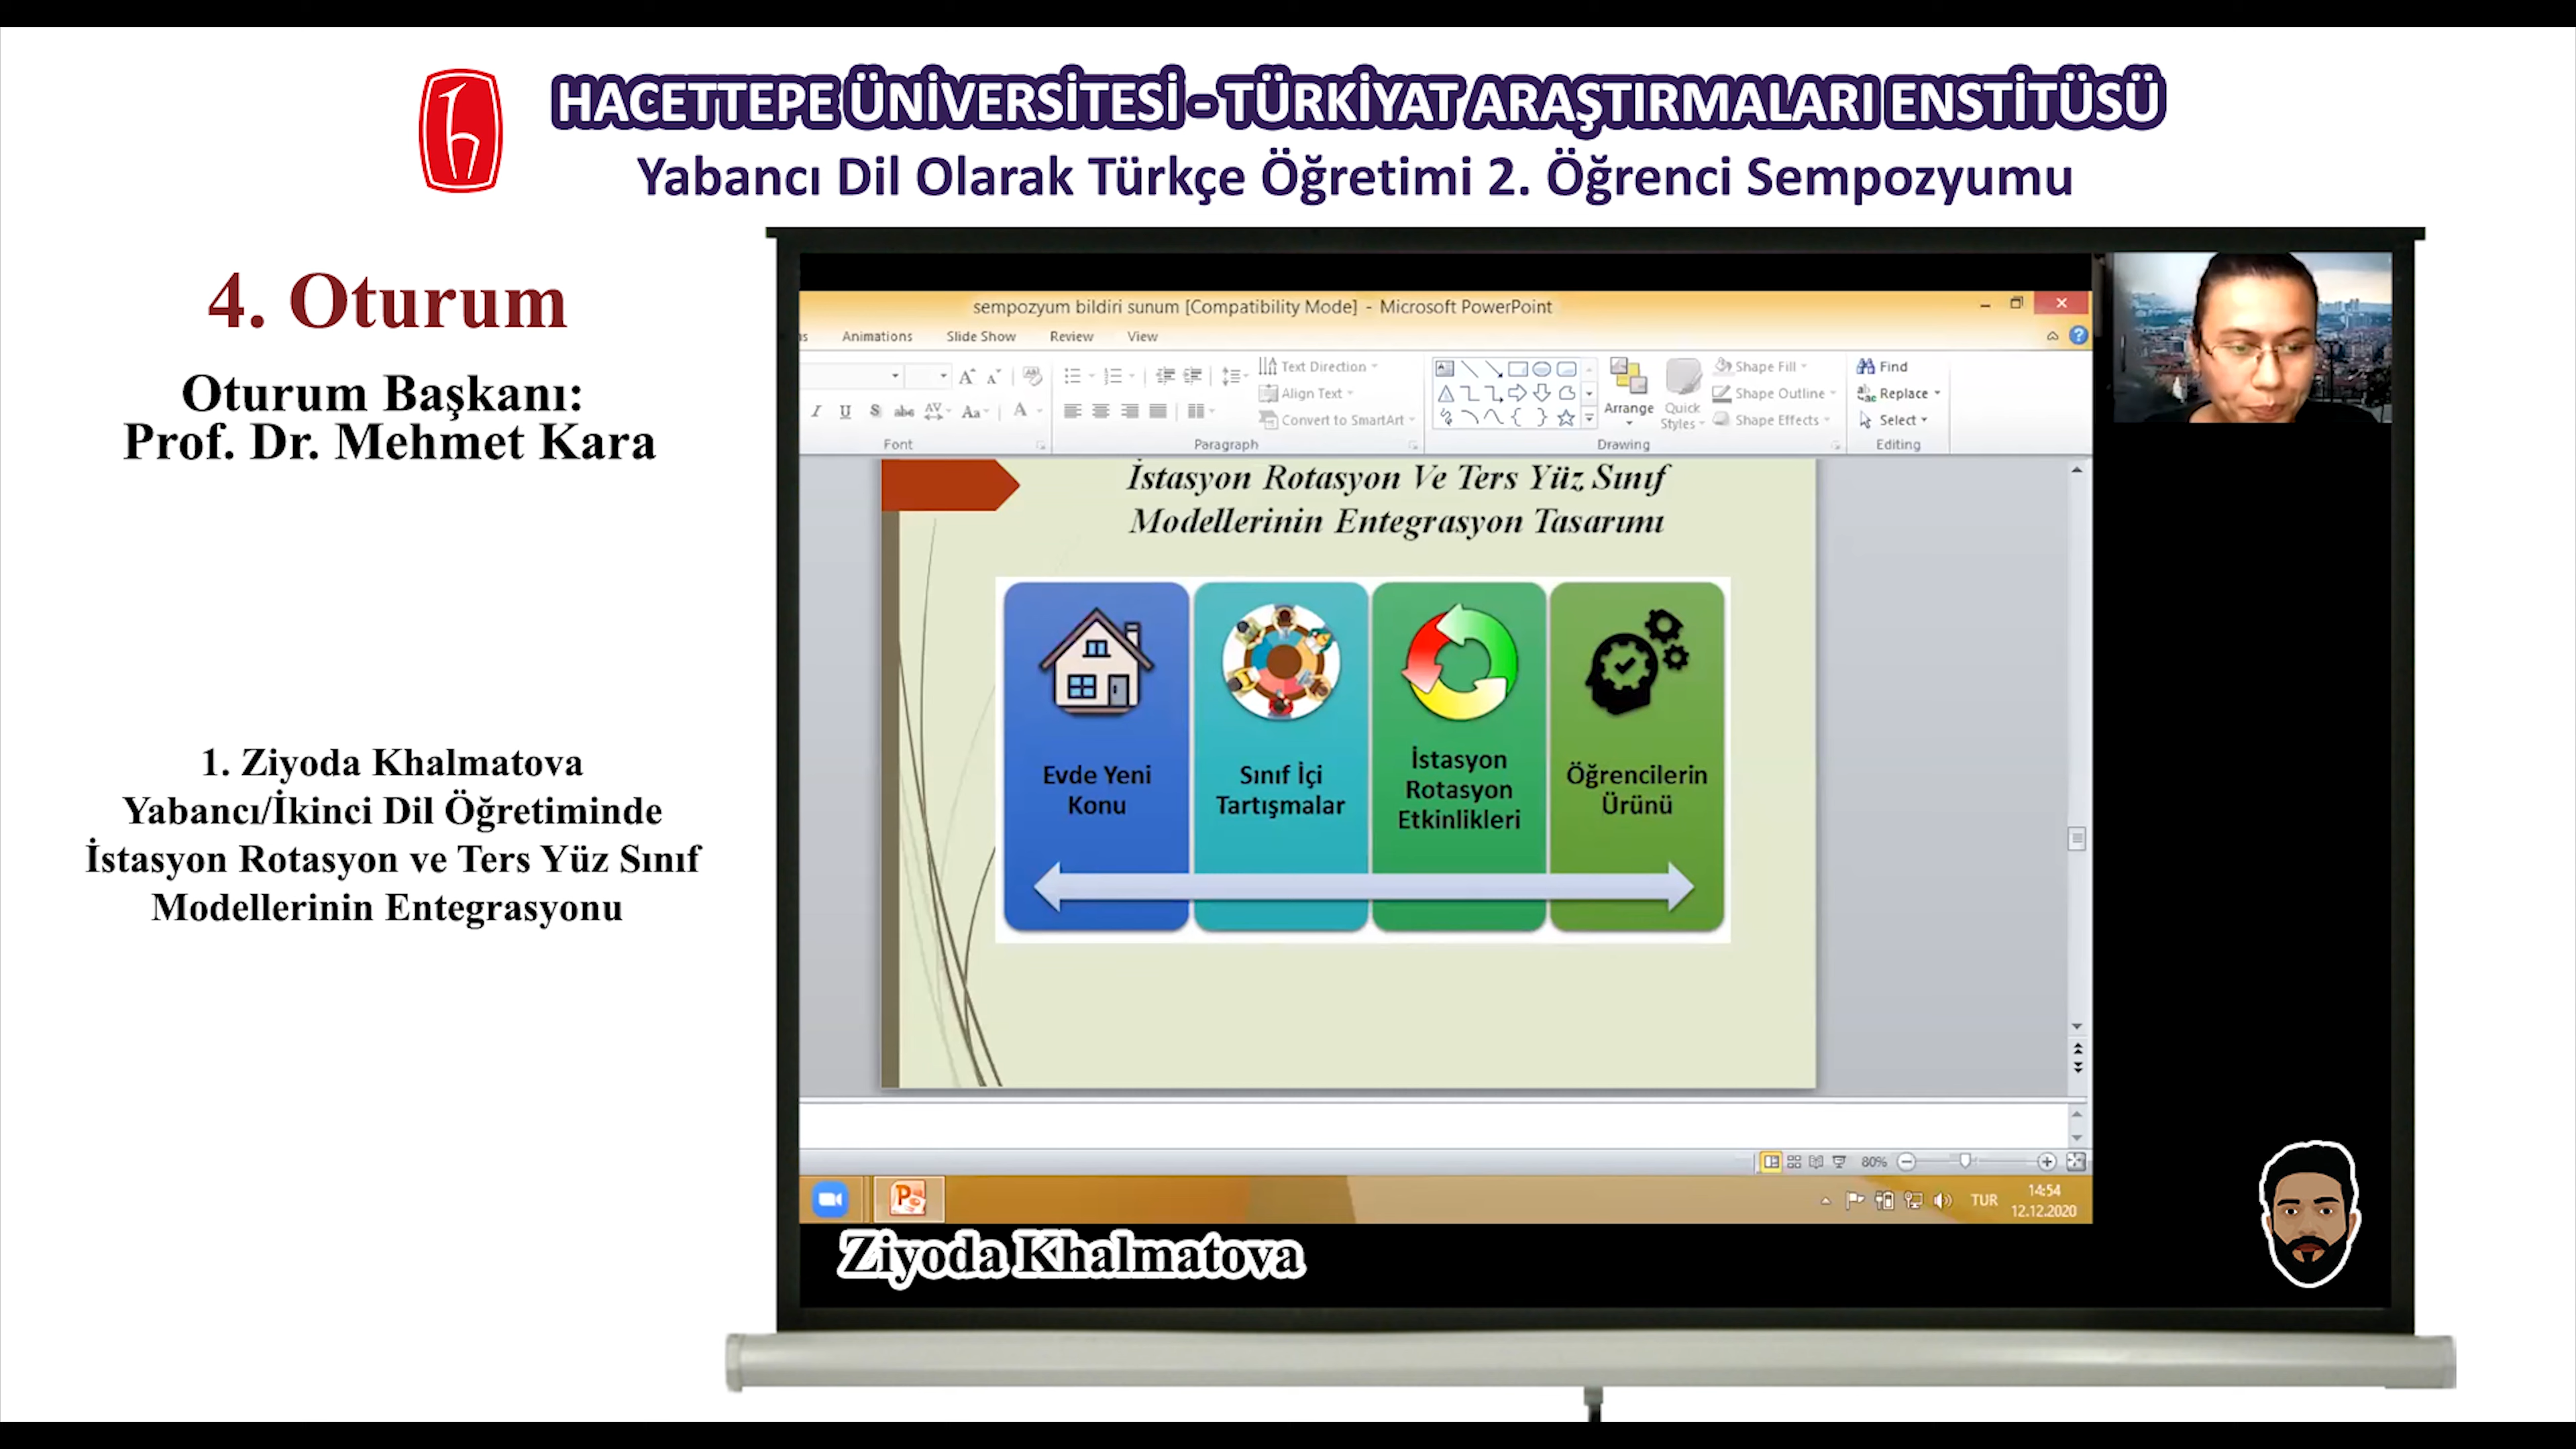 HACETTEPE ÜNİVERSİTESİ - TÜRKİYAT ARAŞTIRMALARI ENSTİTÜSÜ
Yabancı Dil Olarak Türkçe Öğretimi 2. Öğrenci Sempozyumu
4. Oturum
Oturum Başkanı:
Prof. Dr. Mehmet Kara
1. Ziyoda Khalmatova
Yabancı/İkinci Dil Öğretiminde
İstasyon Rotasyon ve Ters Yüz Sınıf
Modellerinin Entegrasyonu
sempozyum bildiri sunum [Compatibility Mode] - Microsoft PowerPoint
Animations Slide Show Review View
Text Direction
Align Text
Convert to SmartArt
Arrange
Quick
Styles
Shape Fill
Shape Outline
Shape Effects
Find
Replace
Select
Font Paragraph Drawing Editing
İstasyon Rotasyon Ve Ters Yüz Sınıf
Modellerinin Entegrasyon Tasarımı
Evde Yeni
Konu
Sınıf İçi
Tartışmalar
İstasyon
Rotasyon
Etkinlikleri
Öğrencilerin
Ürünü
80%
TUR
14:54
12.12.2020
Ziyoda Khalmatova